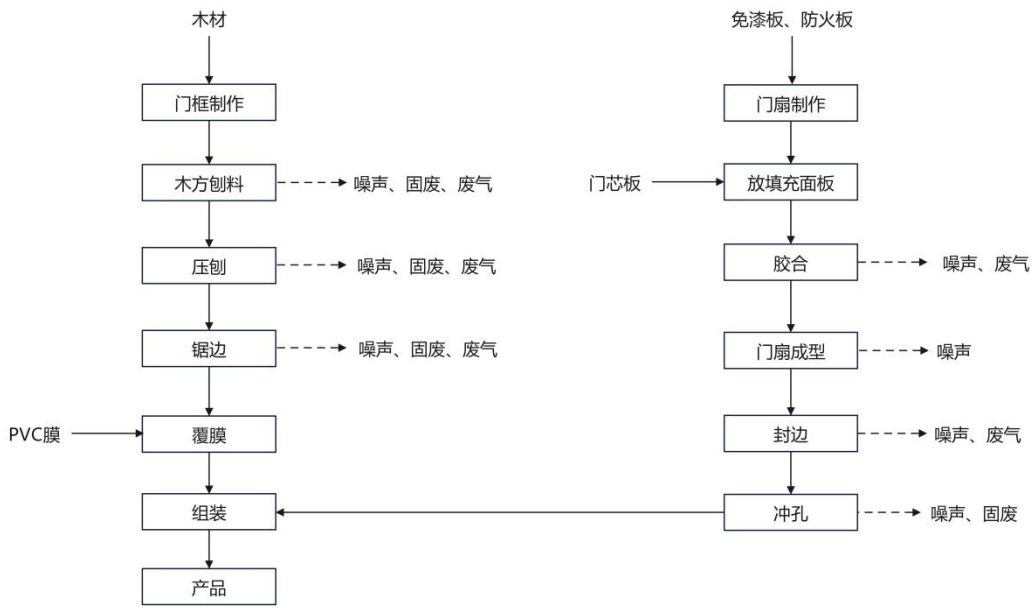 木材
免漆板、防火板
门框制作
门扇制作
木方刨料
噪声、固废、废气
门芯板
放填充面板
压刨
噪声、固废、废气
胶合
噪声、废气
锯边
噪声、固废、废气
门扇成型
噪声
PVC膜
覆膜
封边
噪声、废气
组装
冲孔
噪声、固废
产品